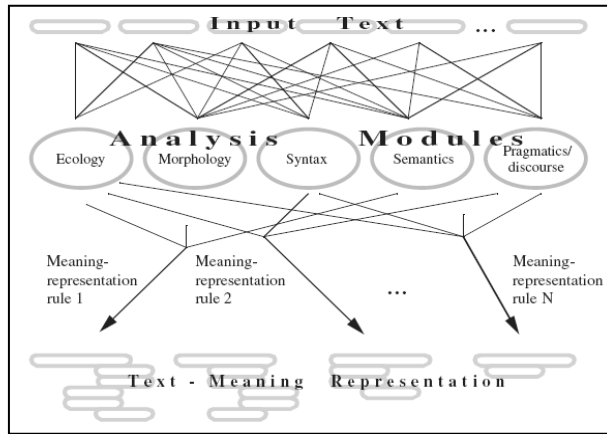 Input Text
...
Analysis Modules
Ecology
Morphology
Syntax
Semantics
Pragmatics/
discourse
Meaning-
representation
rule 1
Meaning-
representation
rule 2
...
Meaning-
representation
rule N
Text - Meaning Representation